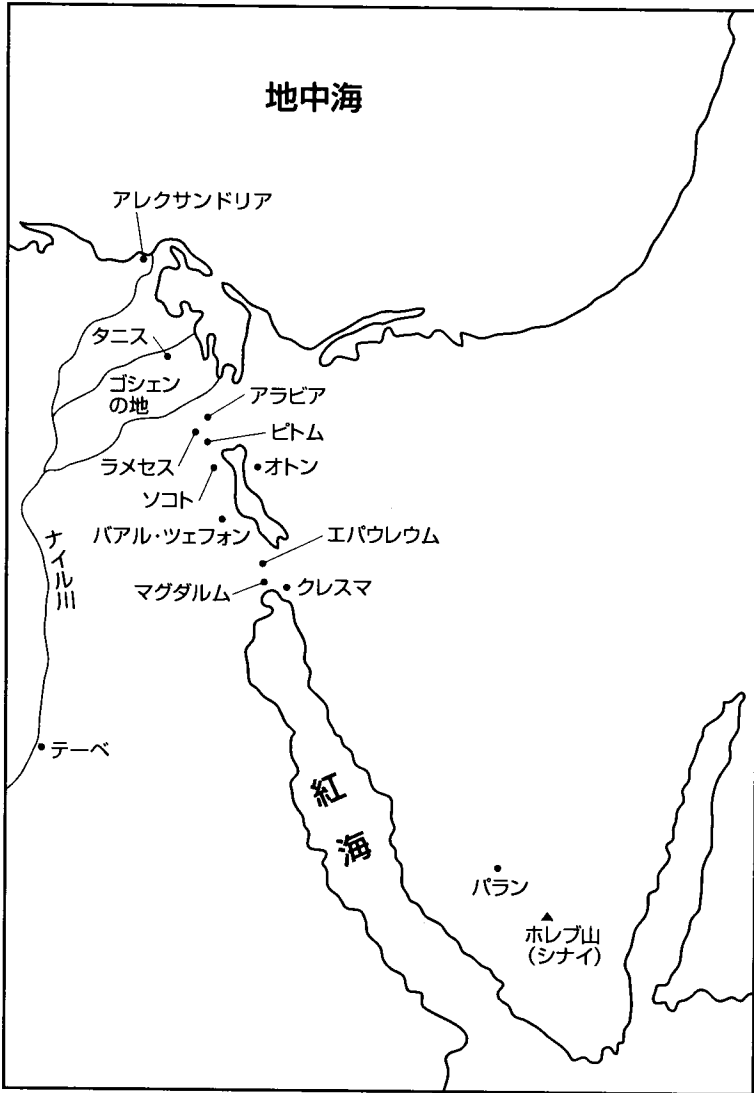 地中海
アレクサンドリア
タニス
ゴシェン
の地
アラビア
ラメセス
ピトム
ソコト
オトン
バアル・ツェフォン
エパウレウム
マグダルム
クレスマ
ナイル川
テーベ
紅海
パラン
ホレブ山
(シナイ)